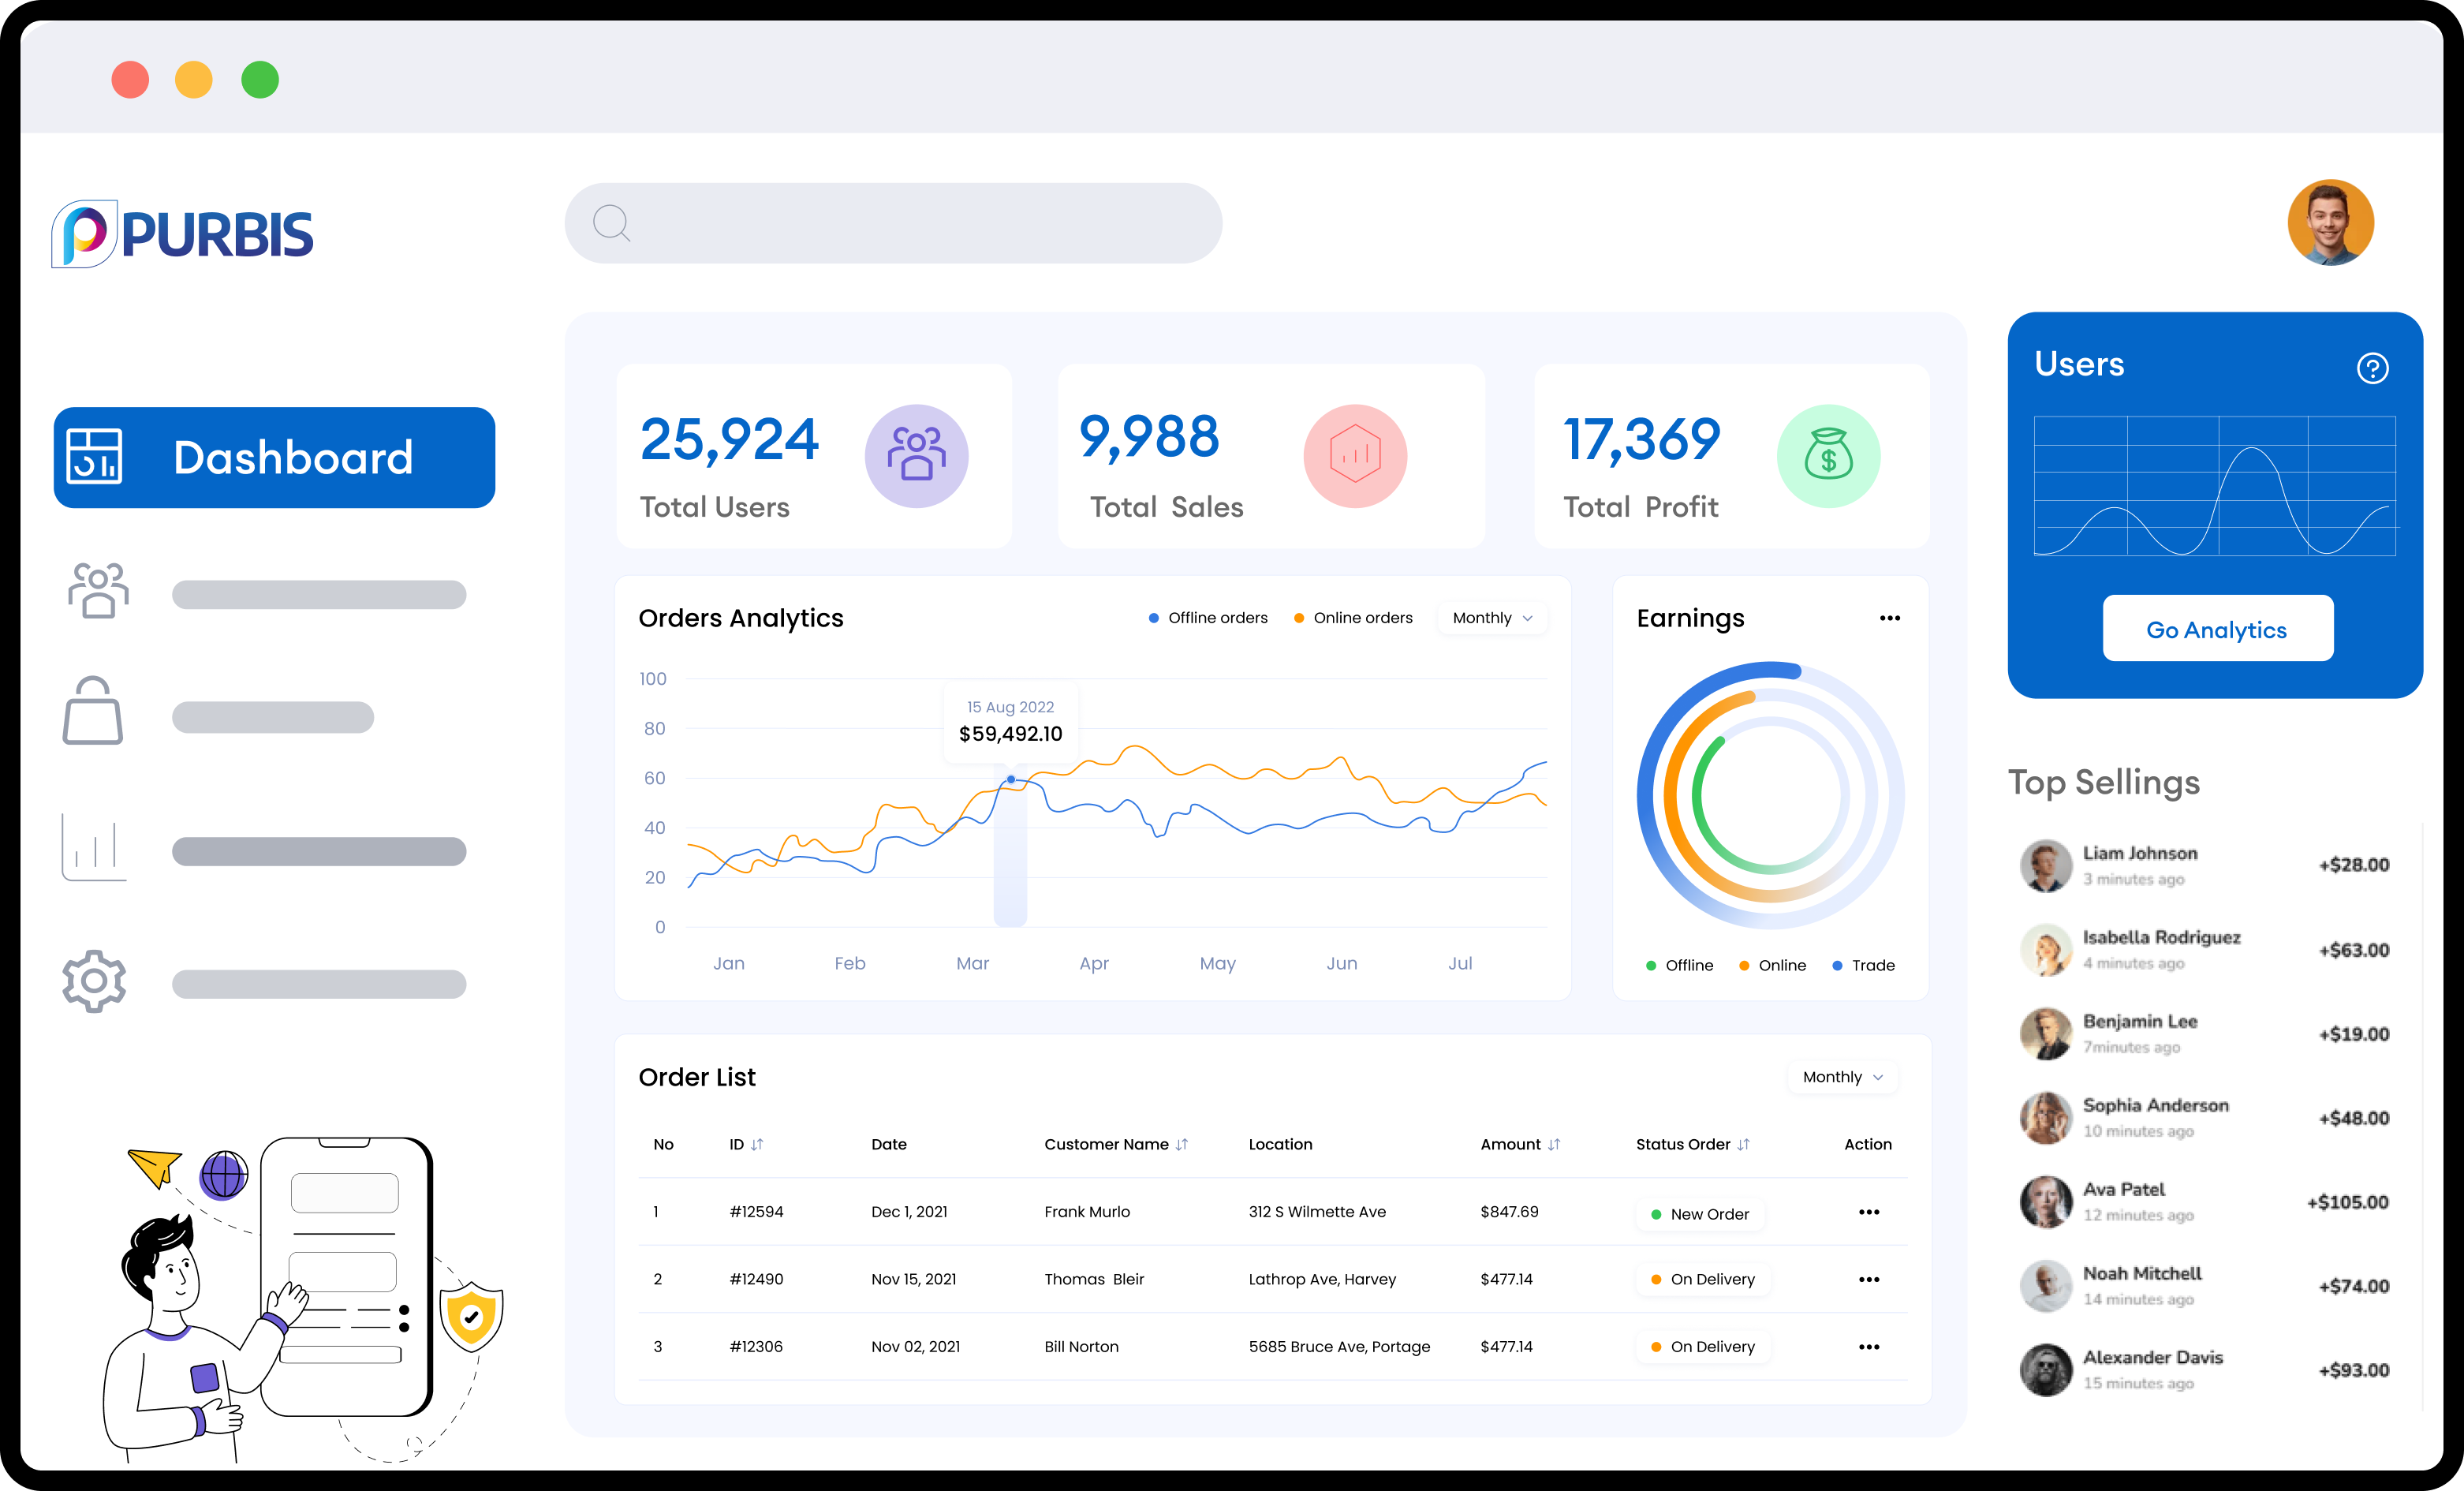 PURBIS
Dashboard
25,924
Total Users
9,988
Total Sales
17,369
Total Profit
Orders Analytics
Offline orders
Online orders
Monthly
100
80
60
40
20
0
15 Aug 2022
$59,492.10
Jan Feb Mar Apr May Jun Jul
Earnings
Offline Online Trade
Order List
Monthly
No ID Date Customer Name Location Amount Status Order Action
1 #12594 Dec 1, 2021 Frank Murlo 312 S Wilmette Ave $847.69 New Order
2 #12490 Nov 15, 2021 Thomas Bleir Lathrop Ave, Harvey $477.14 On Delivery
3 #12306 Nov 02, 2021 Bill Norton 5685 Bruce Ave, Portage $477.14 On Delivery
Users
?
Go Analytics
Top Sellings
Liam Johnson +$28.00
3 minutes ago
Isabella Rodriguez +$63.00
4 minutes ago
Benjamin Lee +$19.00
7minutes ago
Sophia Anderson +$48.00
10 minutes ago
Ava Patel +$105.00
12 minutes ago
Noah Mitchell +$74.00
14 minutes ago
Alexander Davis +$93.00
15 minutes ago